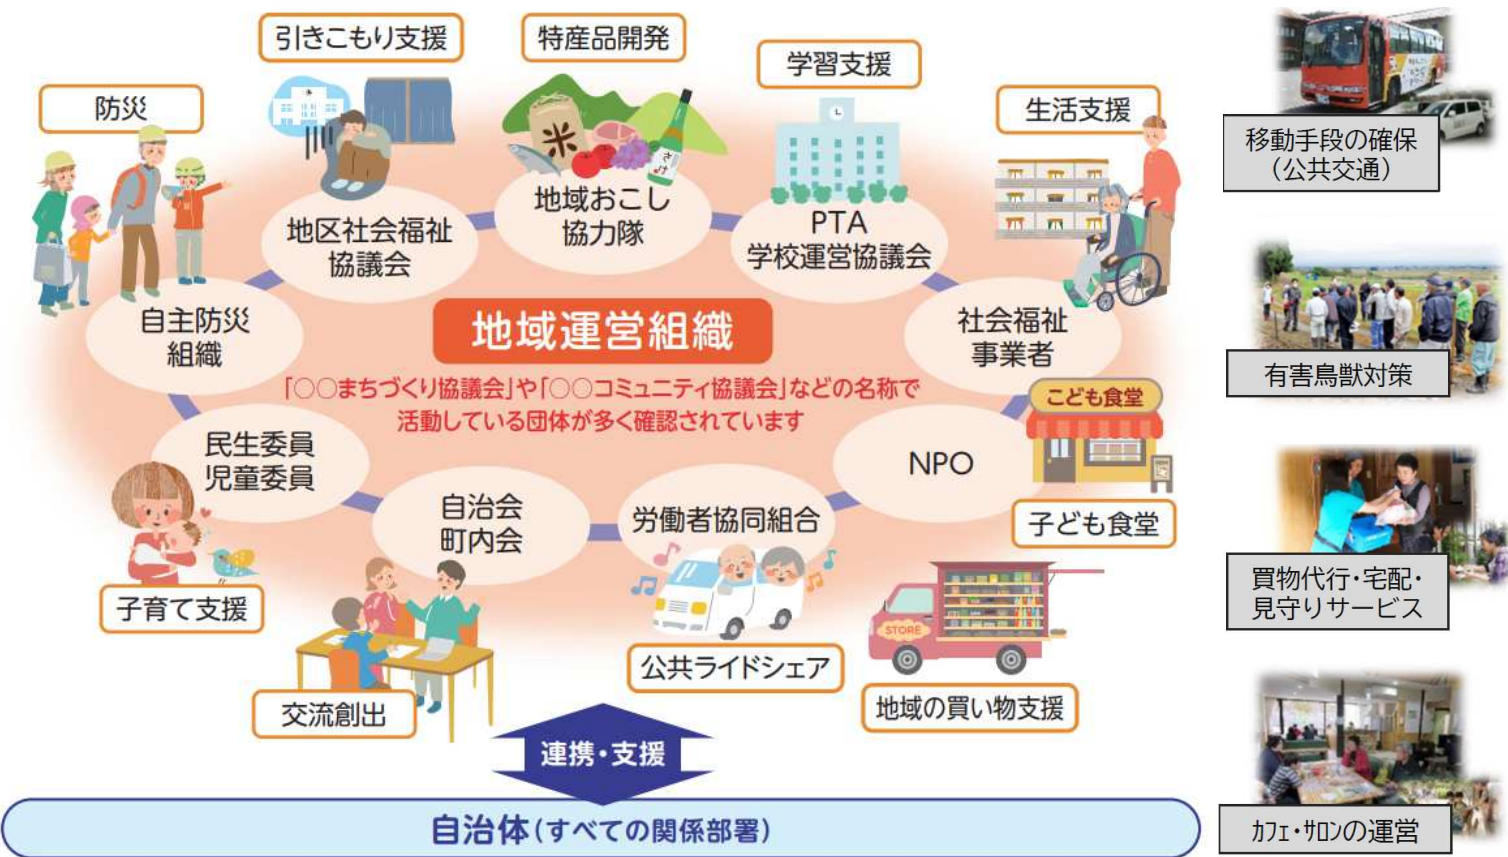 引きこもり支援
特産品開発
学習支援
防災
生活支援
米
さけ
地域おこし
協力隊
地区社会福祉
協議会
PTA
学校運営協議会
自主防災
組織
社会福祉
事業者
地域運営組織
「○○まちづくり協議会」や「○○コミュニティ協議会」などの名称で
活動している団体が多く確認されています
こども食堂
民生委員
児童委員
NPO
自治会
町内会
労働者協同組合
子ども食堂
子育て支援
STORE
公共ライドシェア
地域の買い物支援
交流創出
連携・支援
自治体(すべての関係部署)
移動手段の確保
（公共交通）
有害鳥獣対策
買物代行・宅配・
見守りサービス
ｶﾌｪ・ｻﾛﾝの運営